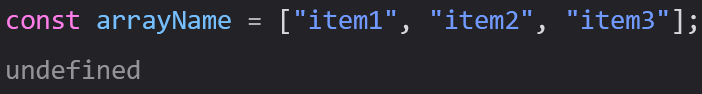 const arrayName = ["item1", "item2", "item3"];
undefined